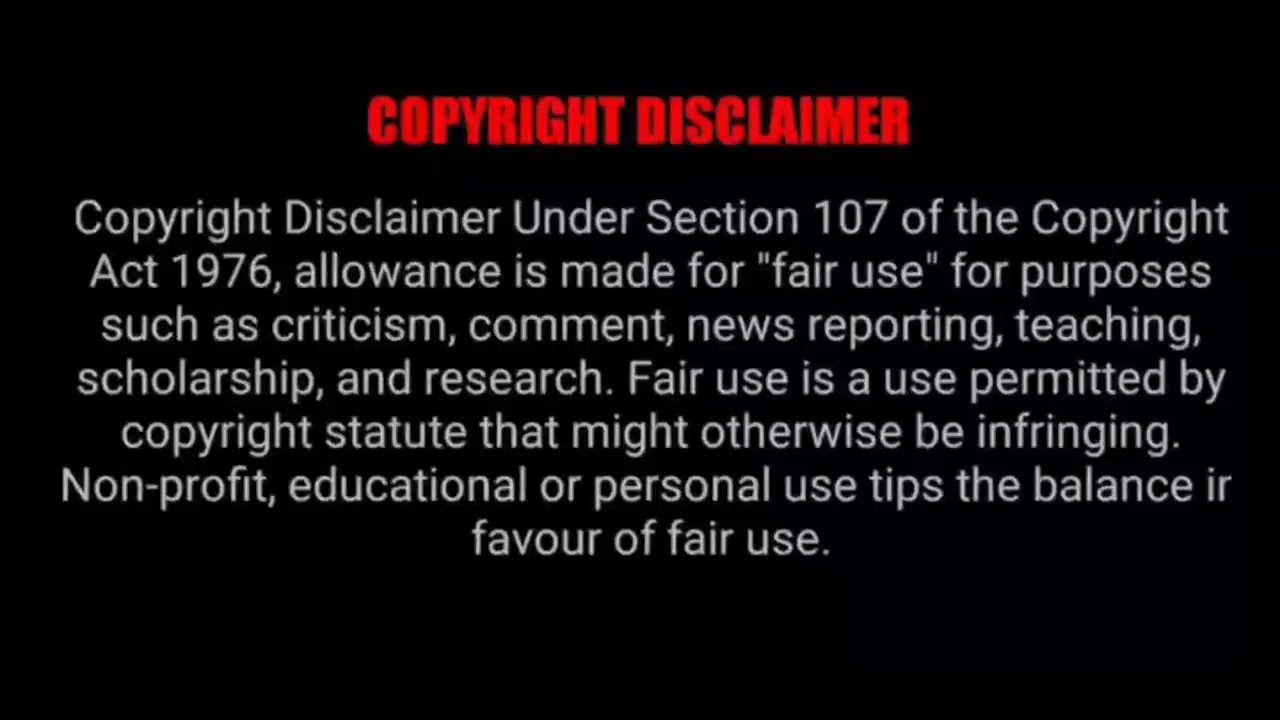 COPYRIGHT DISCLAIMER
Copyright Disclaimer Under Section 107 of the Copyright
Act 1976, allowance is made for "fair use" for purposes
such as criticism, comment, news reporting, teaching,
scholarship, and research. Fair use is a use permitted by
copyright statute that might otherwise be infringing.
Non-profit, educational or personal use tips the balance ir
favour of fair use.